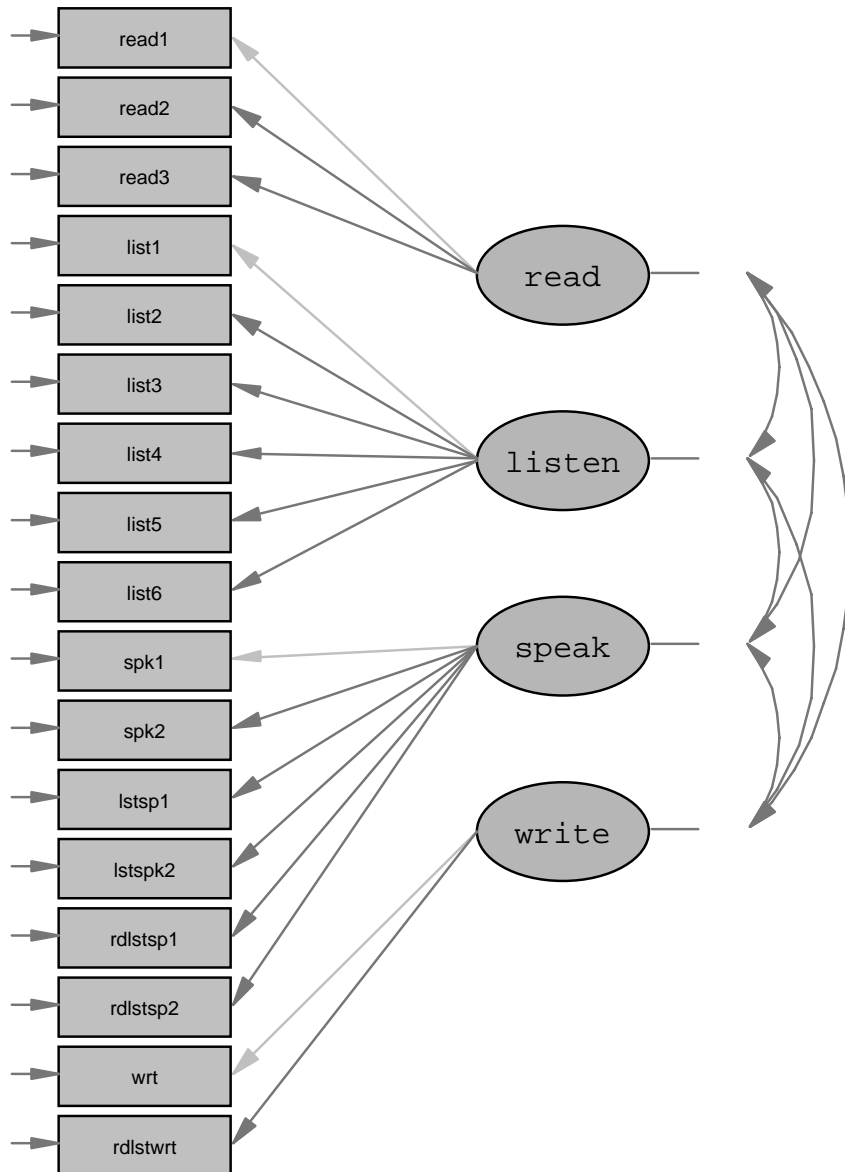 read1
read2
read3
list1
list2
list3
list4
list5
list6
spk1
spk2
lstsp1
lstspk2
rdlstsp1
rdlstsp2
wrt
rdlstwrt
read
listen
speak
write